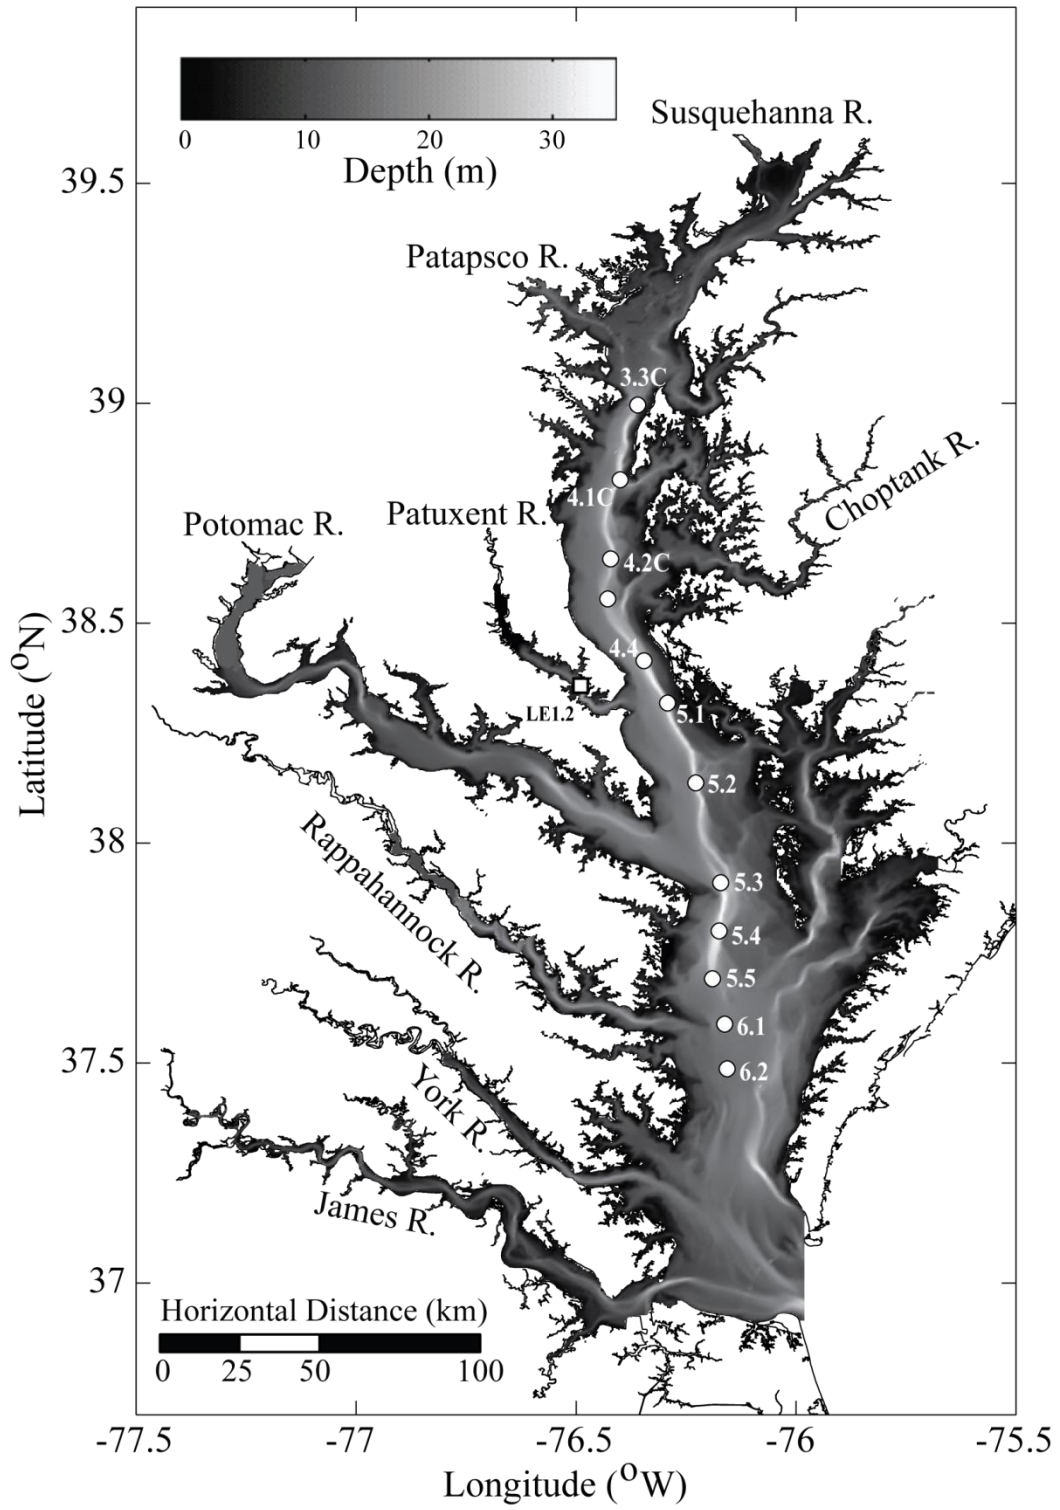 0 10 20 30
Depth (m)
Susquehanna R.
39.5
Patapsco R.
3.3C
39
4.1C
Choptank R.
Patuxent R.
Potomac R.
4.2C
38.5
4.4
LE1.2
5.1
5.2
Latitude (°N)
38
Rappahannock R.
5.3
5.4
5.5
6.1
37.5
6.2
York R.
James R.
37
Horizontal Distance (km)
0 25 50 100
-77.5 -77 -76.5 -76 -75.5
Longitude (°W)